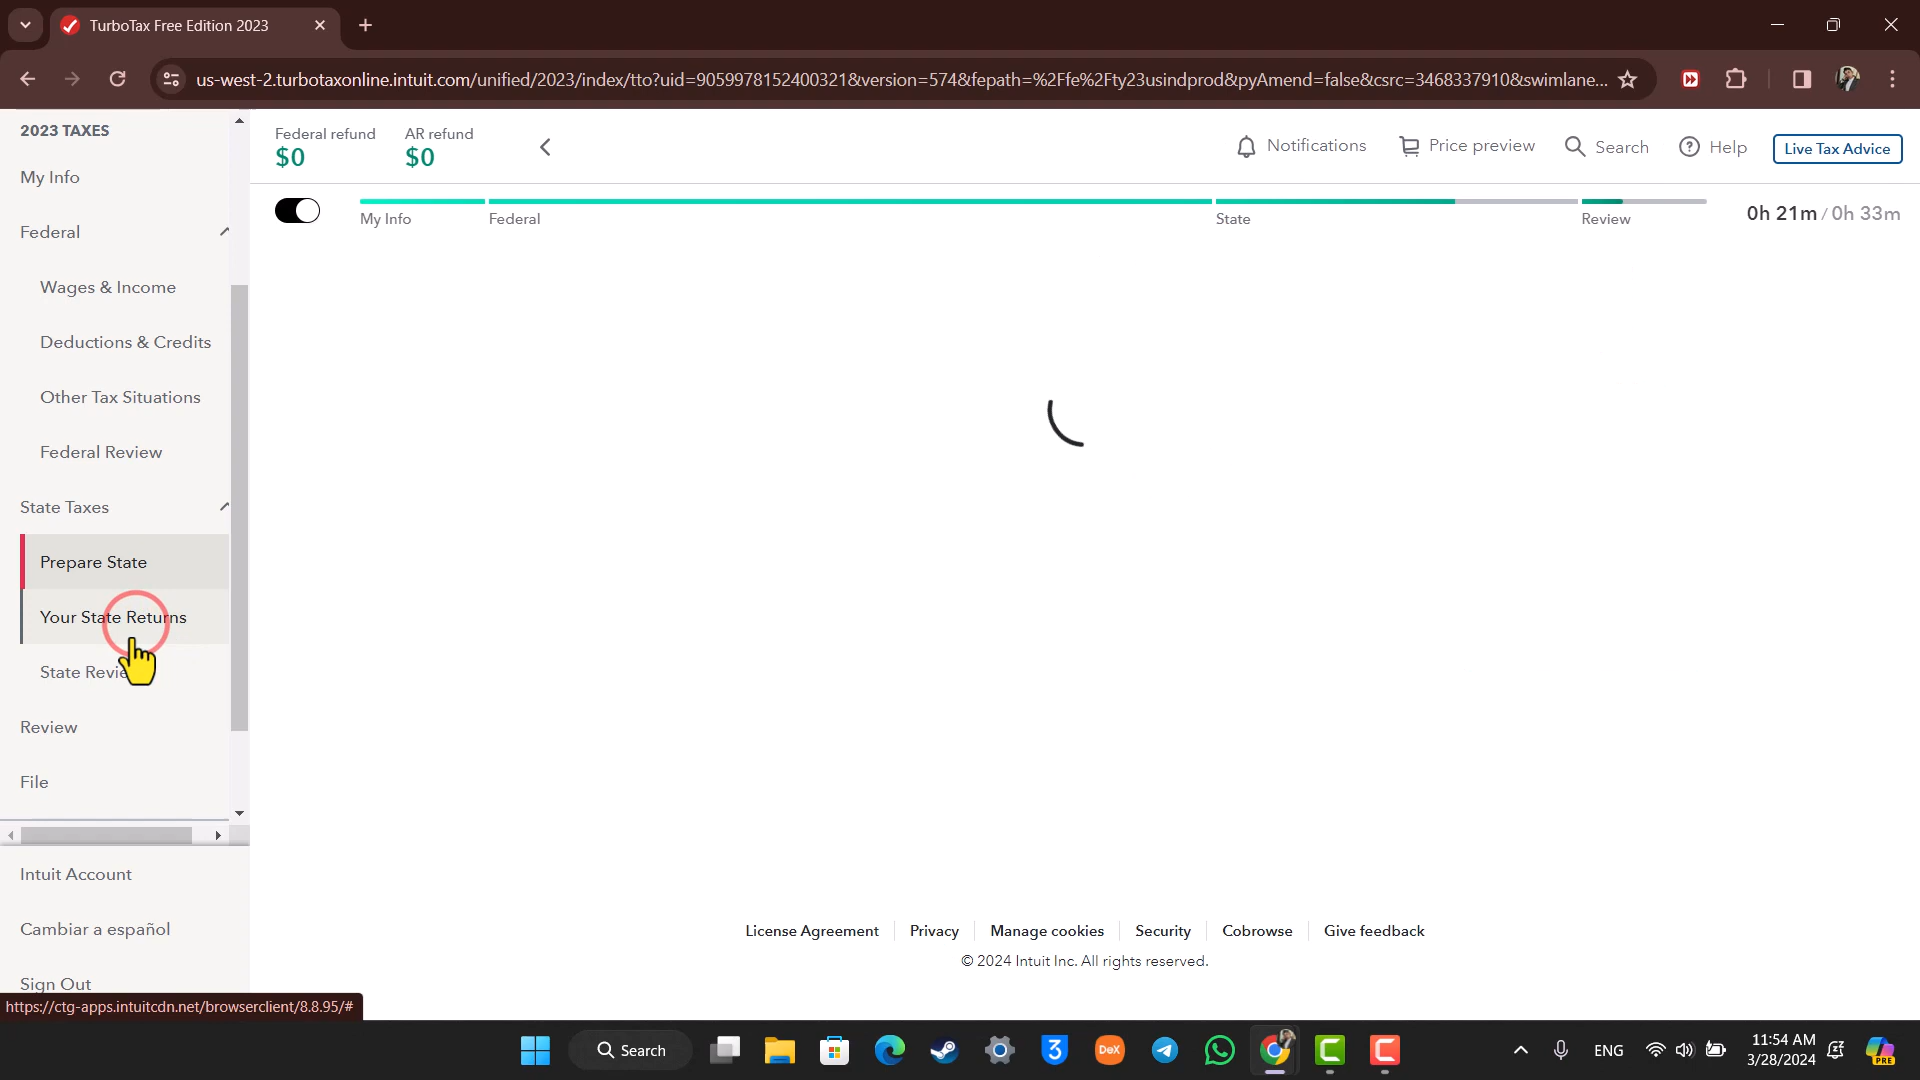 TurboTax Free Edition 2023
us-west-2.turbotaxonline.intuit.com/unified/2023/index/tto?uid=9059978152400321&version=574&fepath=%2Ffe%2Fty23usindprod&pyAmend=false&csrc=3468337910&swimlane...
2023 TAXES
My Info
Federal
Wages & Income
Deductions & Credits
Other Tax Situations
Federal Review
State Taxes
Prepare State
Your State Returns
State Revie
Review
File
Intuit Account
Cambiar a español
Sign Out
https://ctg-apps.intuitcdn.net/browserclient/8.8.95/#
Federal refund
$0
AR refund
$0
Notifications
Price preview
Search
Help
Live Tax Advice
My Info
Federal
State
Review
0h 21m / 0h 33m
License Agreement
Privacy
Manage cookies
Security
Cobrowse
Give feedback
© 2024 Intuit Inc. All rights reserved.
Search
DeX
ENG
11:54 AM
3/28/2024
PRE